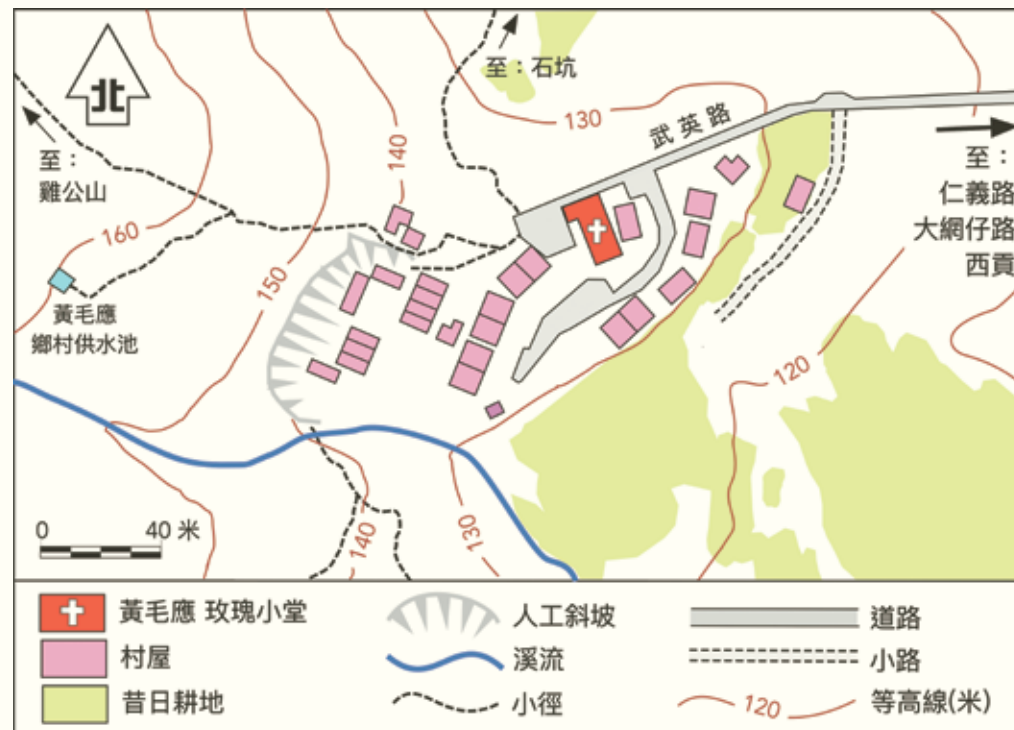 北
至：石坑
130
武英路
140
至：
雞公山
至：
仁義路
大網仔路
西貢
160
150
黃毛應
鄉村供水池
120
0 40 米
140
130
黃毛應 玫瑰小堂
人工斜坡
道路
村屋
溪流
小路
昔日耕地
小徑
120
等高線(米)